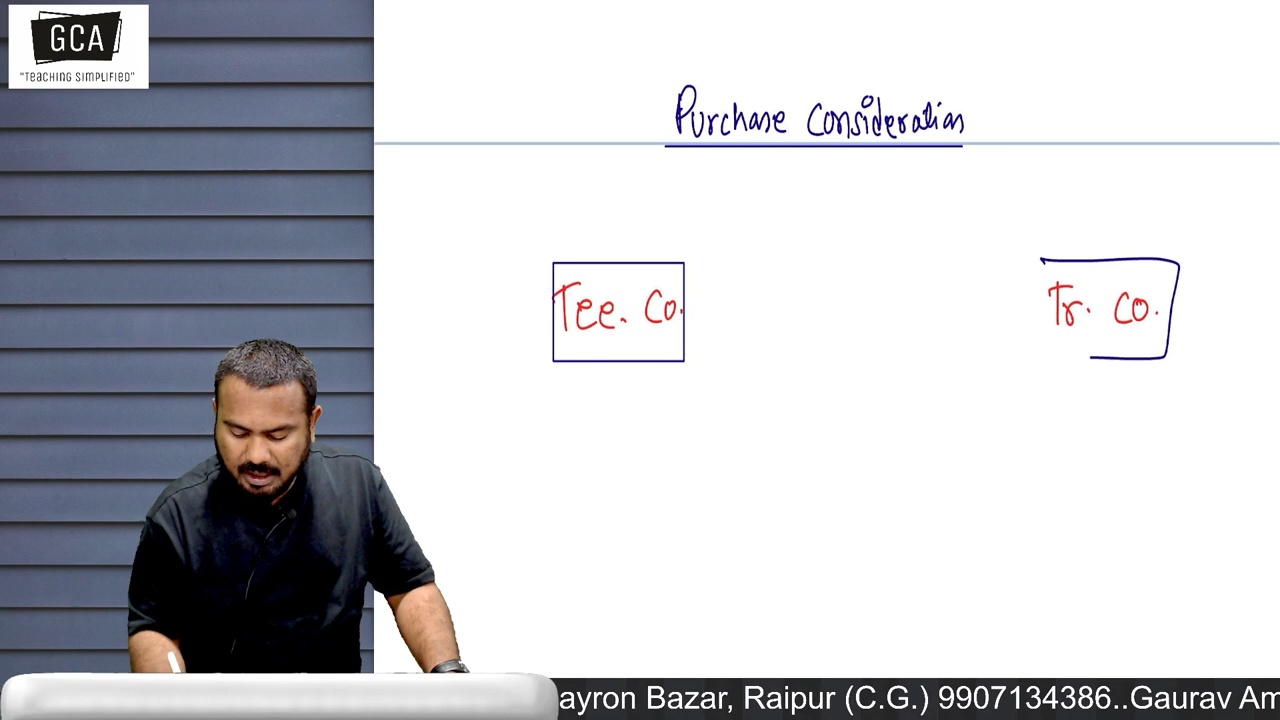 GCA
"TEACHING SIMPLIFIED"
Purchase Consideration
Tee. Co.
Tr. Co.
ayron Bazar, Raipur (C.G.) 9907134386..Gaurav Am